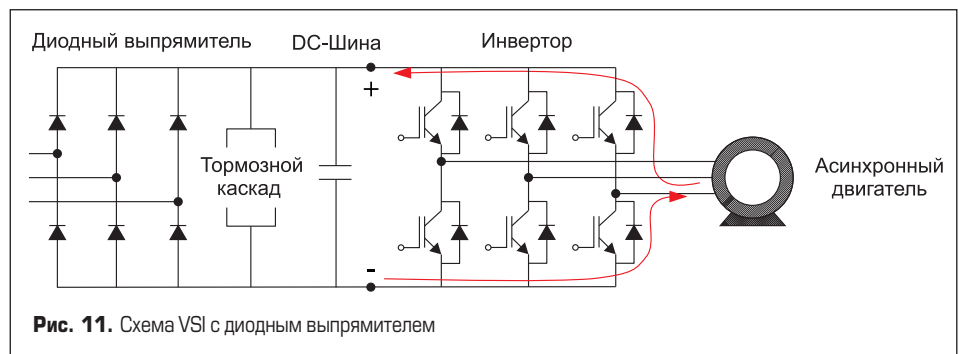 Диодный выпрямитель
DC-Шина
Инвертор
+
Тормозной
каскад
Асинхронный
двигатель
-
Рис. 11. Схема VSI с диодным выпрямителем